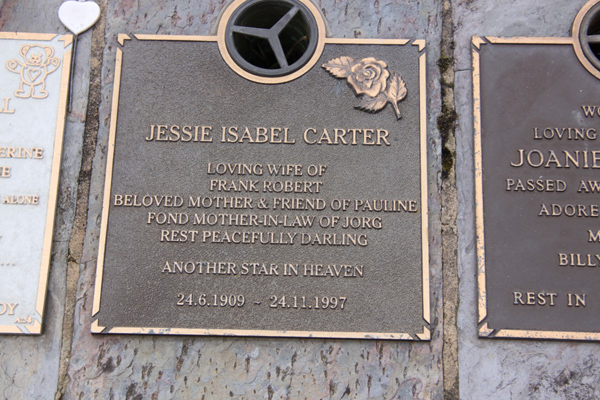 JESSIE ISABEL CARTER
LOVING WIFE OF
FRANK ROBERT
BELOVED MOTHER & FRIEND OF PAULINE
FOND MOTHER-IN-LAW OF JORG
REST PEACEFULLY DARLING
ANOTHER STAR IN HEAVEN
24.6.1909 ~ 24.11.1997
ALONE
LOVING
JOANIE
PASSED AW
ADORE
BILLY
REST IN